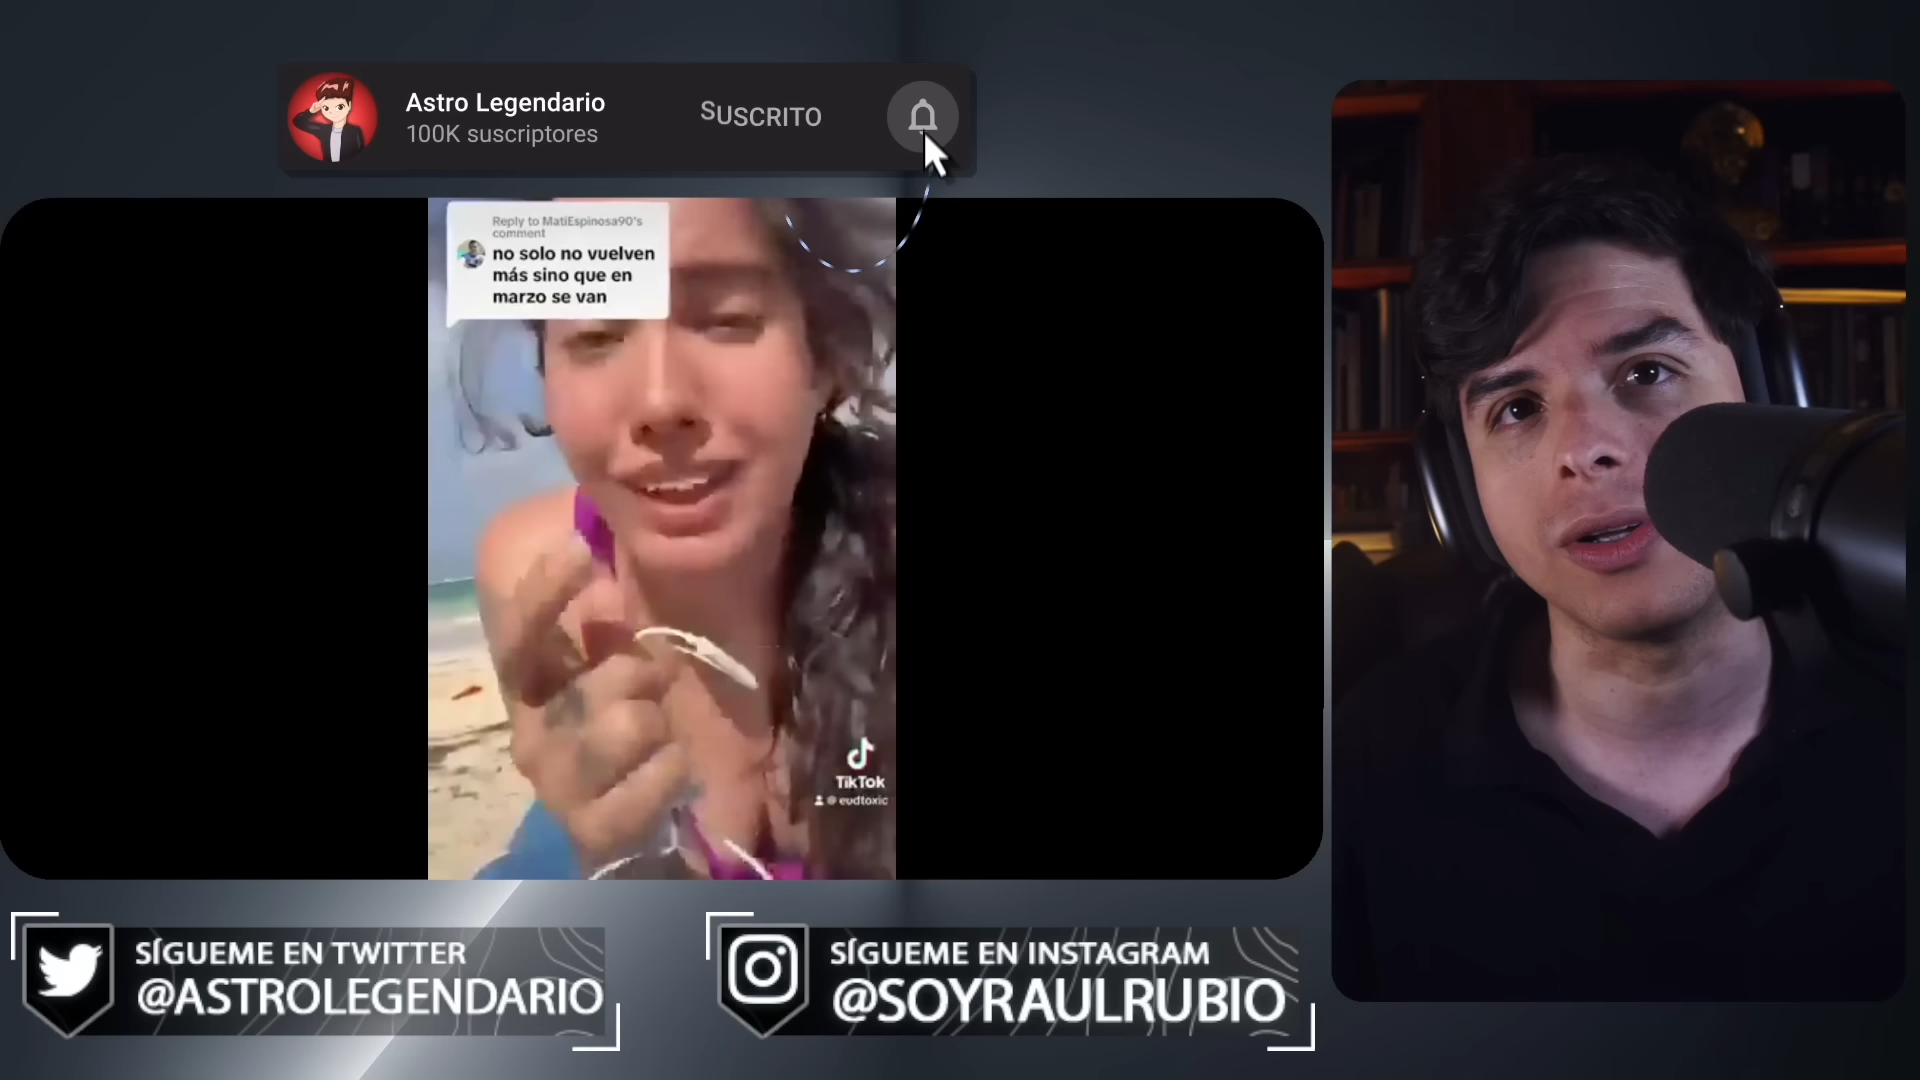 Astro Legendario
100K suscriptores
SUSCRITO
Reply to MatiEspinosa90's
comment
no solo no vuelven
más sino que en
marzo se van
TikTok
@eudtoxic
SÍGUEME EN TWITTER
@ASTROLEGENDARIO
SÍGUEME EN INSTAGRAM
@SOYRAULRUBIO